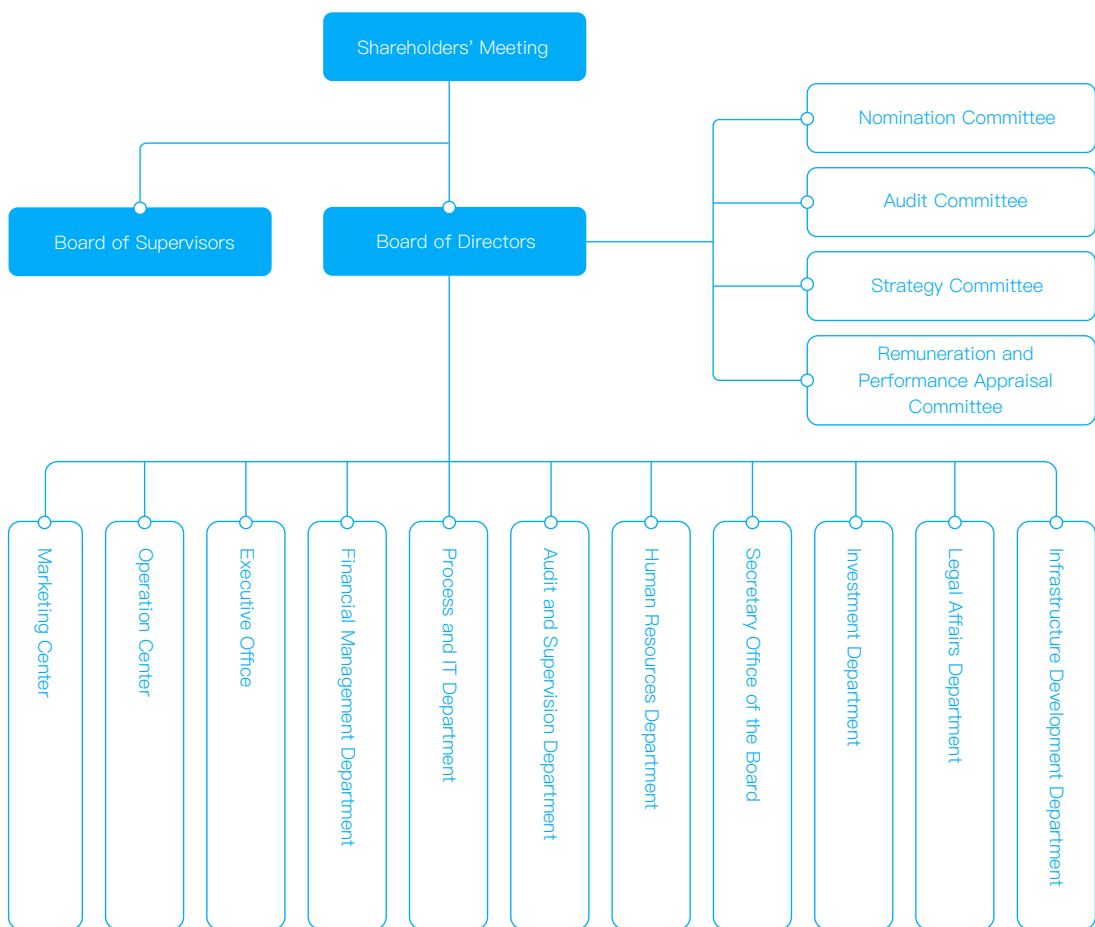 Shareholders’ Meeting
Nomination Committee
Audit Committee
Board of Supervisors
Board of Directors
Strategy Committee
Remuneration and
Performance Appraisal
Committee
Marketing Center
Operation Center
Executive Office
Financial Management Department
Process and IT Department
Audit and Supervision Department
Human Resources Department
Secretary Office of the Board
Investment Department
Legal Affairs Department
Infrastructure Development Department